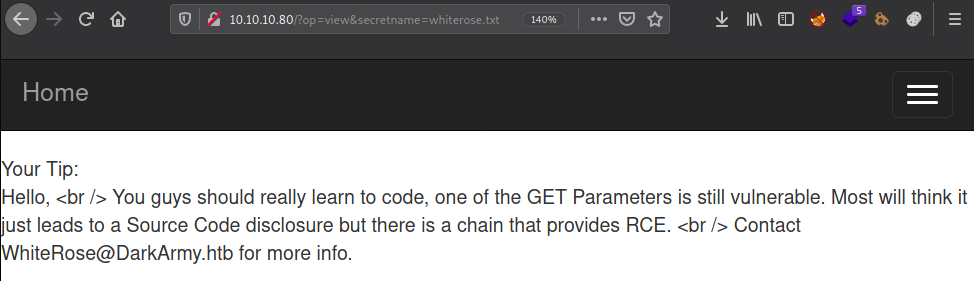 10.10.10.80/?op=view&secretname=whiterose.txt 140% 5
Home
Your Tip:
Hello, <br /> You guys should really learn to code, one of the GET Parameters is still vulnerable. Most will think it
just leads to a Source Code disclosure but there is a chain that provides RCE. <br /> Contact
WhiteRose@DarkArmy.htb for more info.